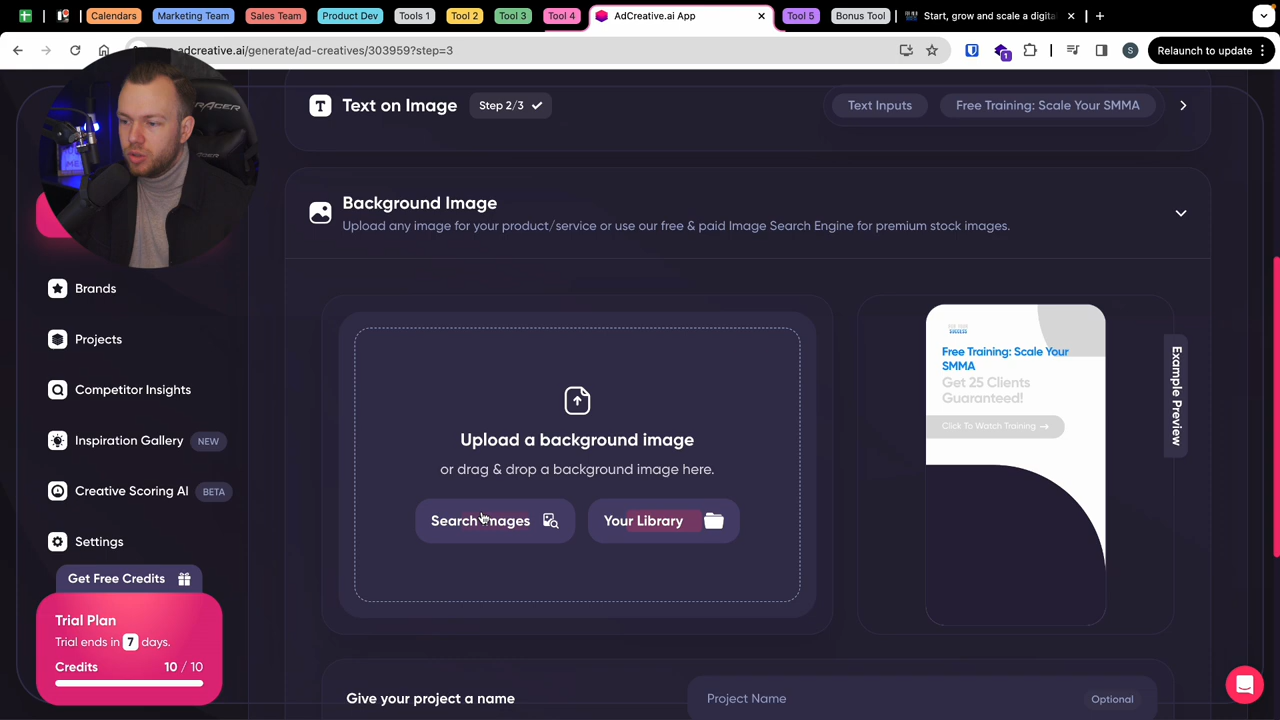 Calendars
Marketing Team
Sales Team
Product Dev
Tools 1
Tool 2
Tool 3
Tool 4
AdCreative.ai App
Tool 5
Bonus Tool
Start, grow and scale a digita
adcreative.ai/generate/ad-creatives/303959?step=3
1
S
Relaunch to update
T
Text on Image
Step 2/3
Text Inputs
Free Training: Scale Your SMMA
Background Image
Upload any image for your product/service or use our free & paid Image Search Engine for premium stock images.
Brands
Projects
Competitor Insights
Inspiration Gallery
NEW
Creative Scoring AI
BETA
Settings
Get Free Credits
Trial Plan
Trial ends in 7 days.
Credits
10 / 10
Upload a background image
or drag & drop a background image here.
Search Images
Your Library
Free Training: Scale Your
SMMA
Get 25 Clients
Guaranteed!
Click To Watch Training
Example Preview
Give your project a name
Project Name
Optional